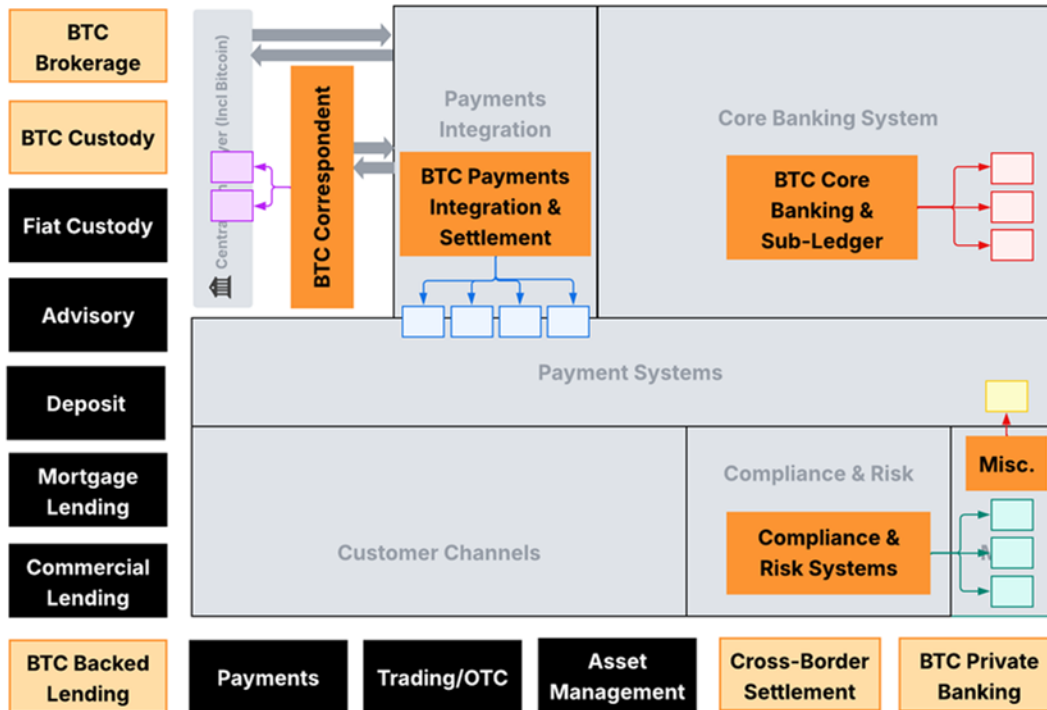 BTC
Brokerage
BTC Custody
Fiat Custody
Advisory
Deposit
Mortgage
Lending
Commercial
Lending
BTC Backed
Lending
(Incl Bitcoin)
BTC Correspondent
Payments
Integration
BTC Payments
Integration &
Settlement
Core Banking System
BTC Core
Banking &
Sub-Ledger
Payment Systems
Customer Channels
Compliance & Risk
Compliance &
Risk Systems
Misc.
Payments
Trading/OTC
Asset
Management
Cross-Border
Settlement
BTC Private
Banking